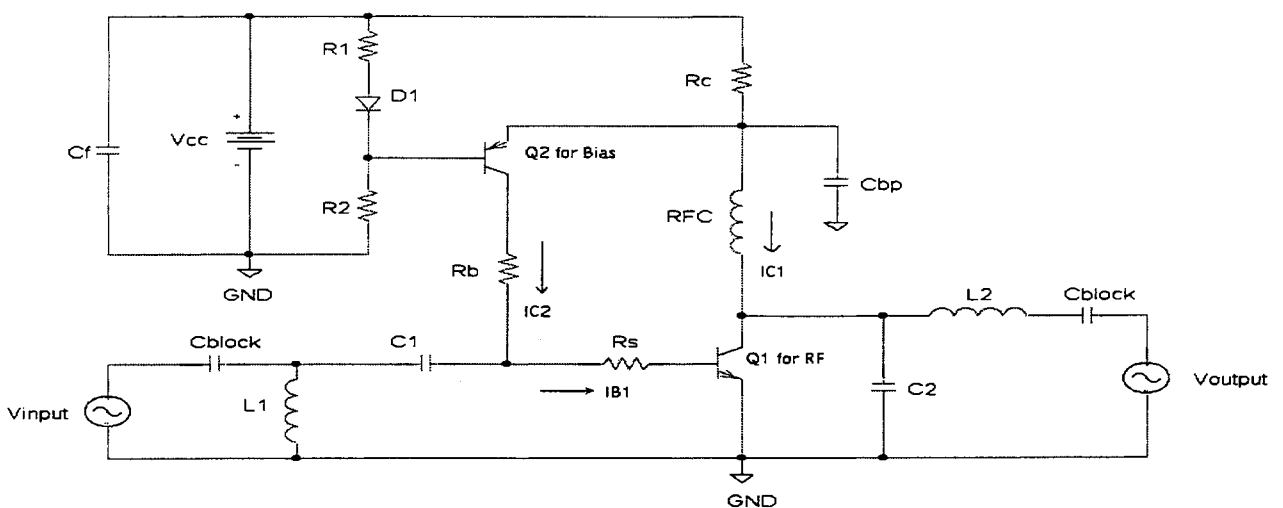 R1
Rc
D1
+
Vcc
Cf
-
Q2 for Bias
Cbp
R2
RFC
IC1
GND
Rb
IC2
L2
Cblock
Cblock
C1
Rs
Q1 for RF
IB1
C2
Vinput
L1
Voutput
GND